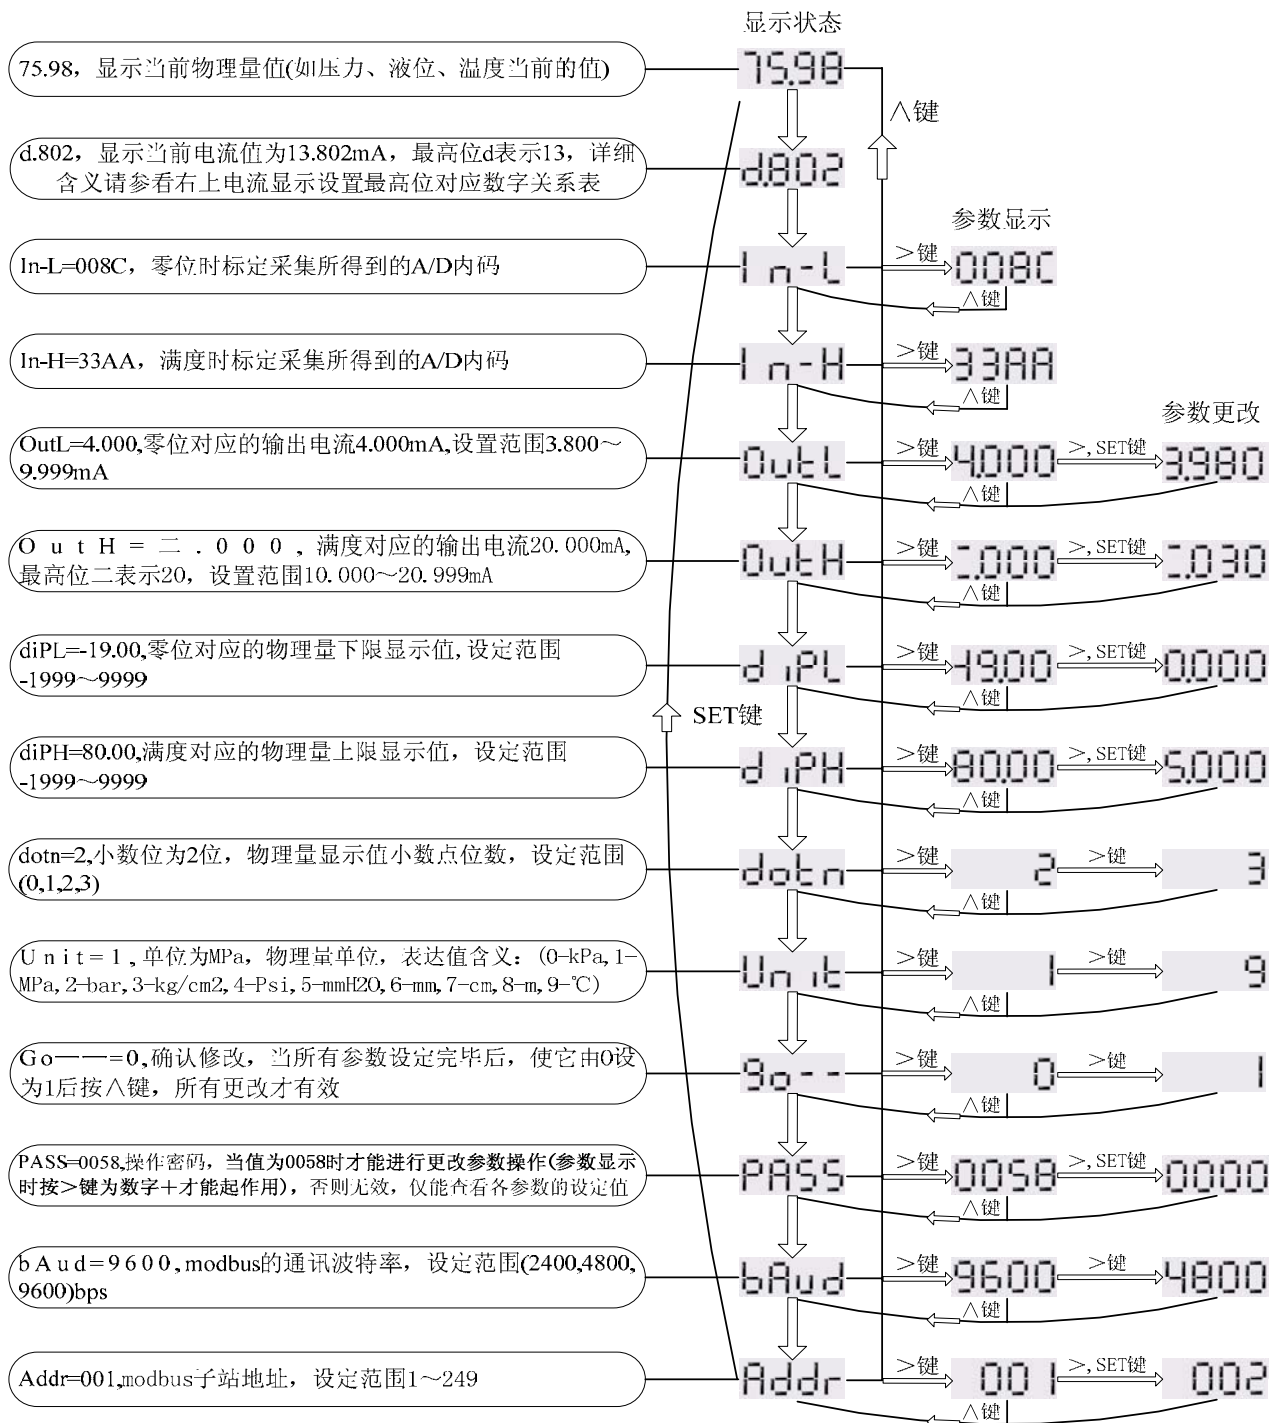 显示状态
75.98，显示当前物理量值(如压力、液位、温度当前的值)
75.98
∧键
d.802，显示当前电流值为13.802mA，最高位d表示13，详细
含义请参看右上电流显示设置最高位对应数字关系表
d.802
参数显示
In-L=008C，零位时标定采集所得到的A/D内码
In-L
>键
008C
∧键
In-H=33AA，满度时标定采集所得到的A/D内码
In-H
>键
33AA
∧键
参数更改
OutL=4.000,零位对应的输出电流4.000mA,设置范围3.800～
9.999mA
OutL
>键
4.000
>,SET键
3.980
∧键
OutH=二.000,满度对应的输出电流20.000mA,
最高位二表示20，设置范围10.000～20.999mA
OutH
>键
二.000
>,SET键
二.030
∧键
diPL=-19.00,零位对应的物理量下限显示值,设定范围
-1999～9999
diPL
>键
-19.00
>,SET键
0.000
∧键
SET键
diPH=80.00,满度对应的物理量上限显示值，设定范围
-1999～9999
diPH
>键
80.00
>,SET键
5.000
∧键
dotn=2,小数位为2位，物理量显示值小数点位数，设定范围
(0,1,2,3)
dotn
>键
2
>键
3
∧键
Unit=1,单位为MPa，物理量单位，表达值含义：(0-kPa,1-
MPa,2-bar,3-kg/cm2,4-Psi,5-mmH2O,6-mm,7-cm,8-m,9-℃)
Unit
>键
1
>键
9
∧键
Go——=0,确认修改，当所有参数设定完毕后，使它由0设
为1后按∧键，所有更改才有效
go--
>键
0
>键
1
∧键
PASS=0058,操作密码，当值为0058时才能进行更改参数操作(参数显示
时按>键为数字+才能起作用)，否则无效，仅能查看各参数的设定值
PASS
>键
0058
>,SET键
0000
∧键
bAud=9600,modbus的通讯波特率，设定范围(2400,4800,
9600)bps
bAud
>键
9600
>键
4800
∧键
Addr=001,modbus子站地址，设定范围1～249
Addr
>键
001
>,SET键
002
∧键